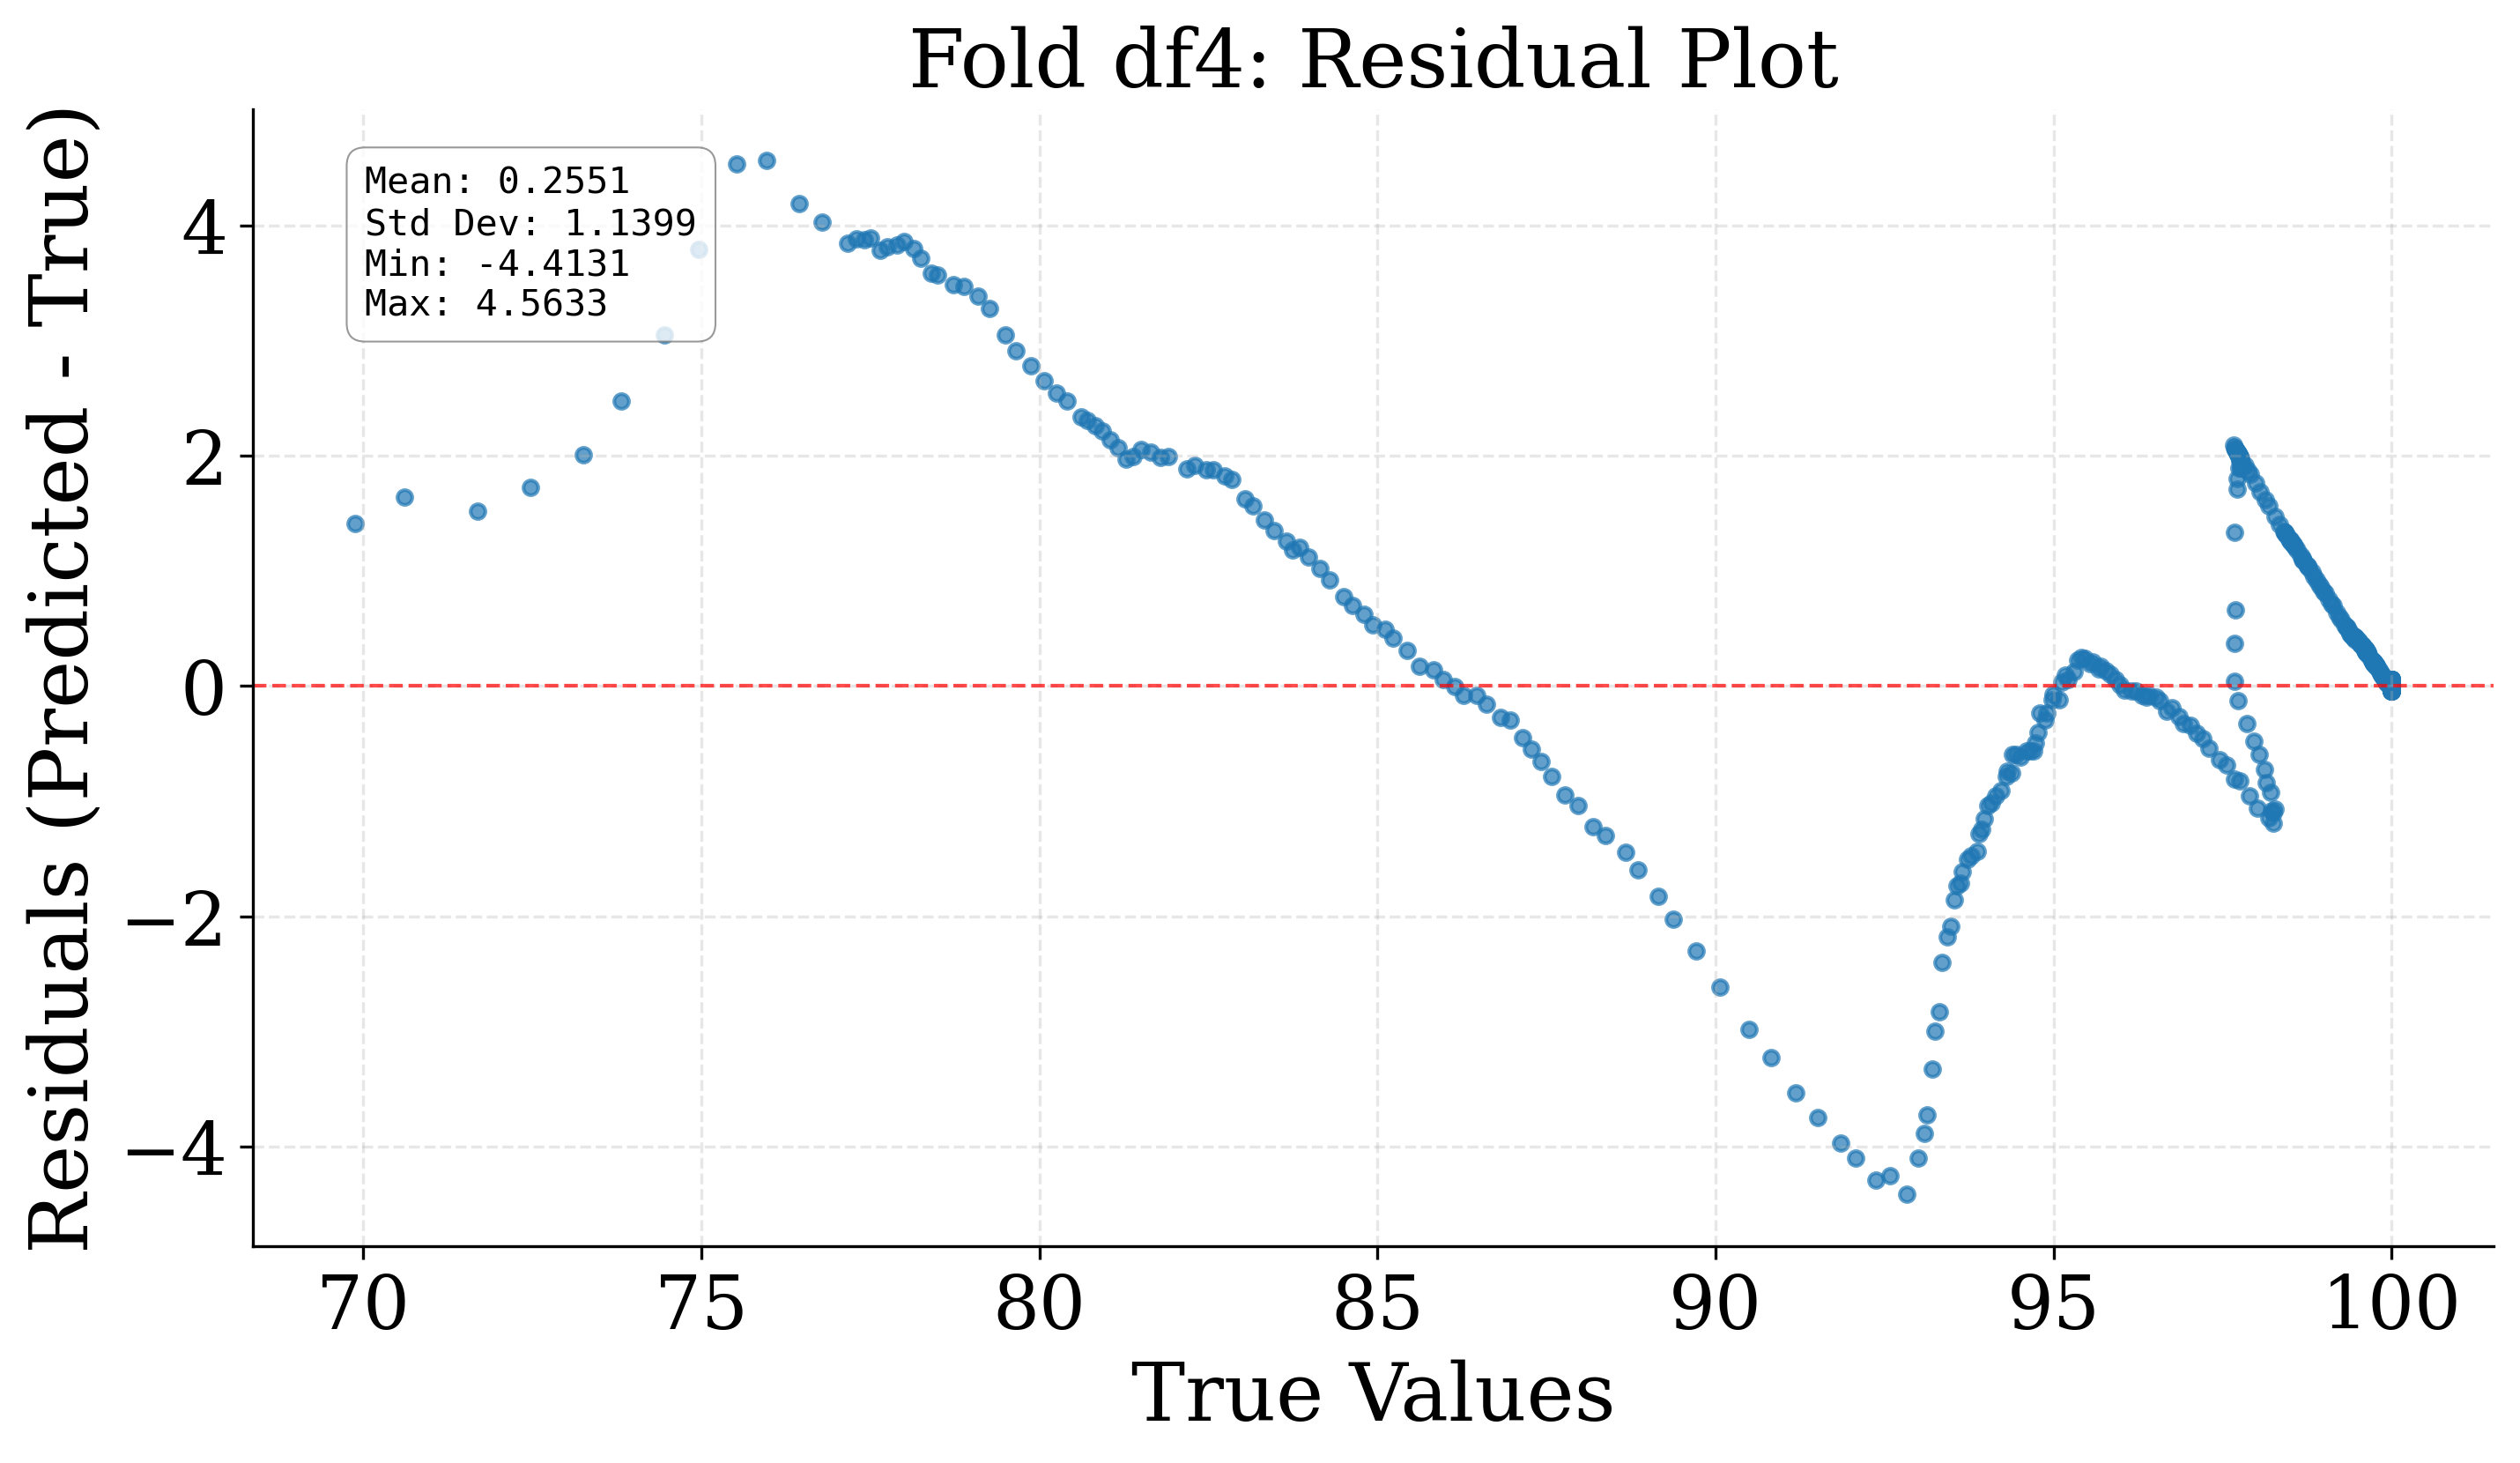 Fold df4: Residual Plot
Residuals (Predicted - True)
Mean: 0.2551
Std Dev: 1.1399
Min: -4.4131
Max: 4.5633
4
2
0
−2
−4
70 75 80 85 90 95 100
True Values